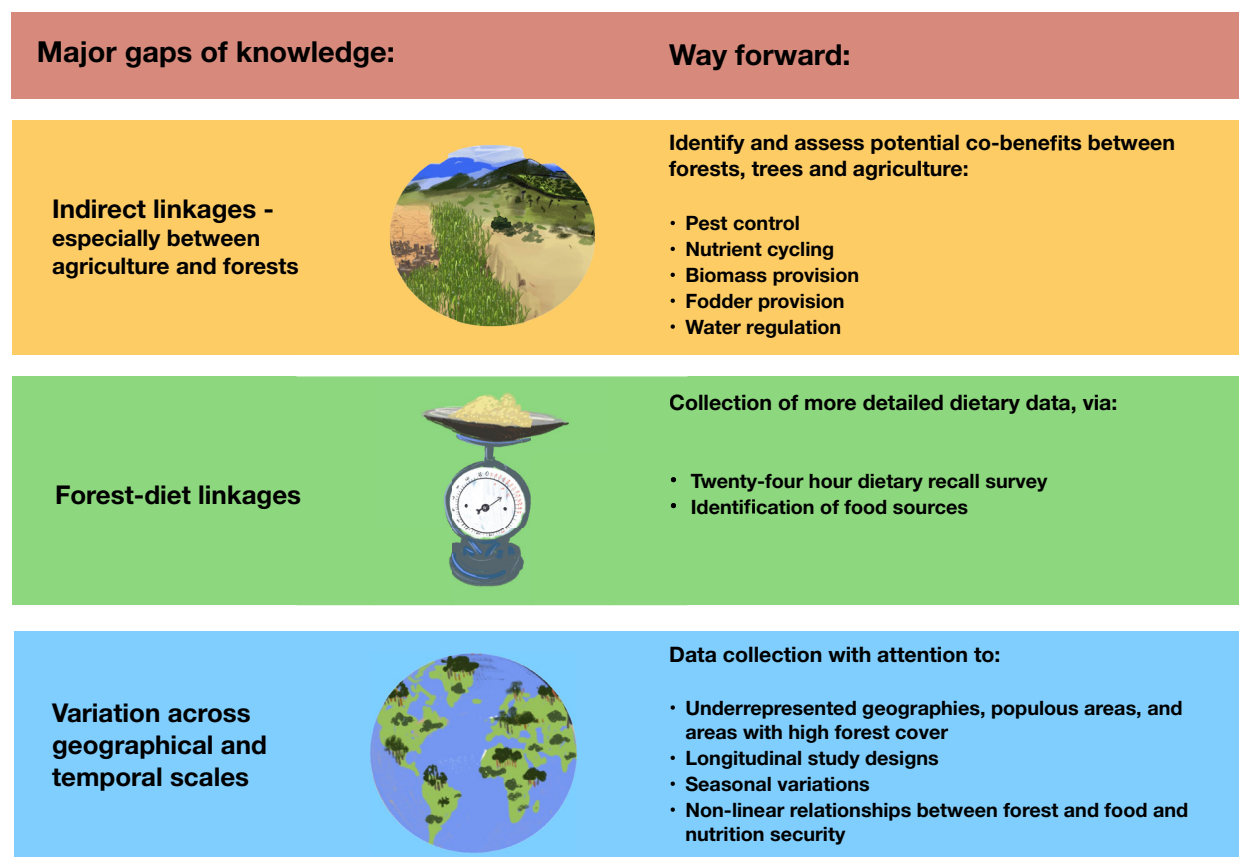 Major gaps of knowledge:
Way forward:
Indirect linkages -
especially between
agriculture and forests
Identify and assess potential co-benefits between
forests, trees and agriculture:
• Pest control
• Nutrient cycling
• Biomass provision
• Fodder provision
• Water regulation
Forest-diet linkages
Collection of more detailed dietary data, via:
• Twenty-four hour dietary recall survey
• Identification of food sources
Variation across
geographical and
temporal scales
Data collection with attention to:
• Underrepresented geographies, populous areas, and
areas with high forest cover
• Longitudinal study designs
• Seasonal variations
• Non-linear relationships between forest and food and
nutrition security